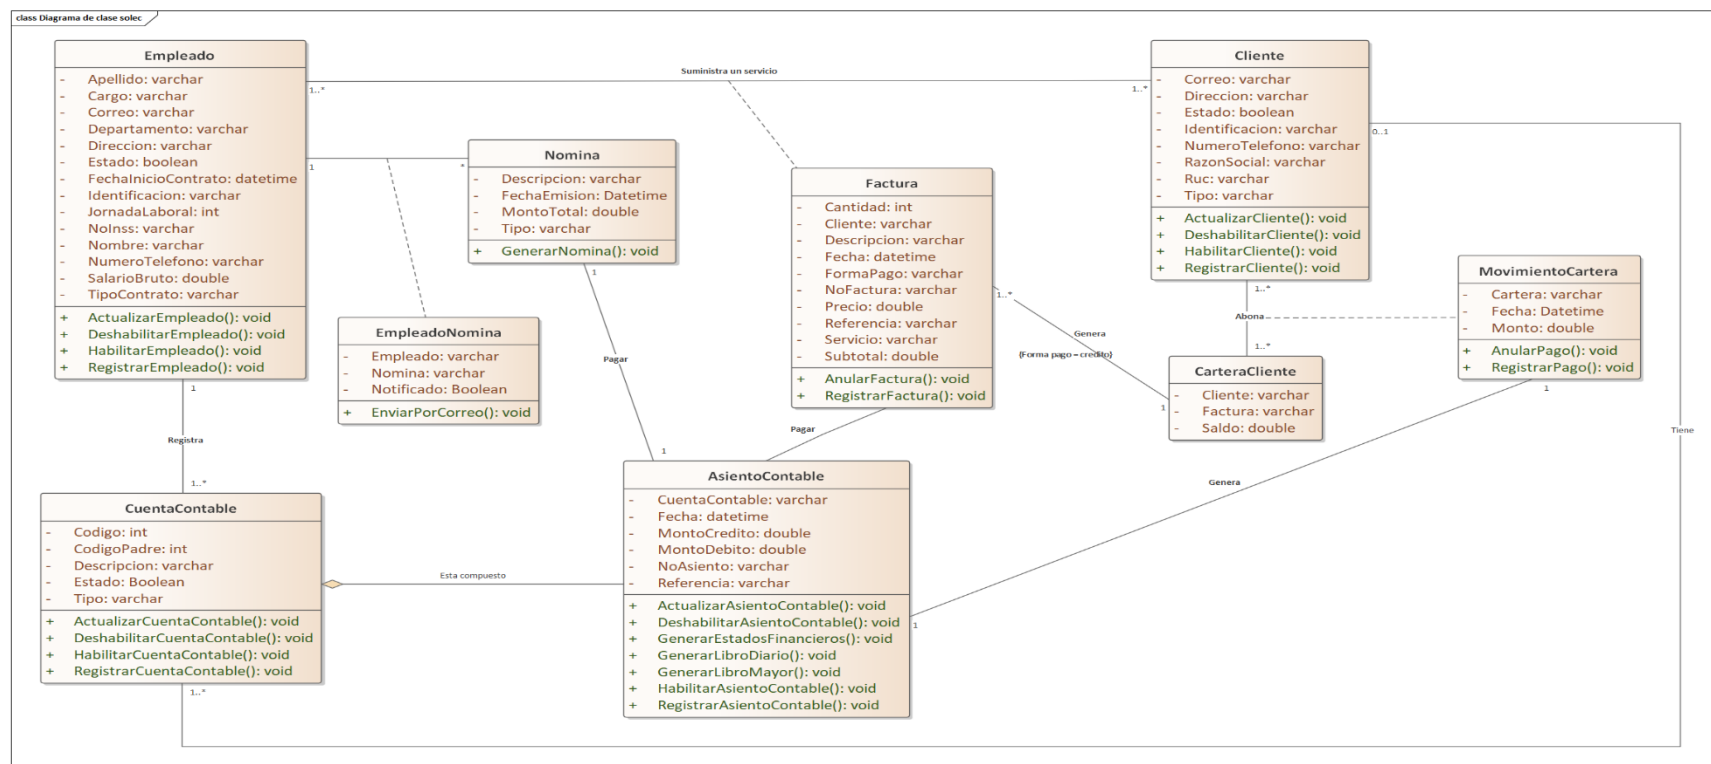 class Diagrama de clase solec
Empleado
- Apellido: varchar
- Cargo: varchar
- Correo: varchar
- Departamento: varchar
- Direccion: varchar
- Estado: boolean
- FechaInicioContrato: datetime
- Identificacion: varchar
- JornadaLaboral: int
- NoInss: varchar
- Nombre: varchar
- NumeroTelefono: varchar
- SalarioBruto: double
- TipoContrato: varchar
+ ActualizarEmpleado(): void
+ DeshabilitarEmpleado(): void
+ HabilitarEmpleado(): void
+ RegistrarEmpleado(): void
1..*
Suministra un servicio
1..*
1
*
Nomina
- Descripcion: varchar
- FechaEmision: Datetime
- MontoTotal: double
- Tipo: varchar
+ GenerarNomina(): void
1
Pagar
1
EmpleadoNomina
- Empleado: varchar
- Nomina: varchar
- Notificado: Boolean
+ EnviarPorCorreo(): void
Factura
- Cantidad: int
- Cliente: varchar
- Descripcion: varchar
- Fecha: datetime
- FormaPago: varchar
- NoFactura: varchar
- Precio: double
- Referencia: varchar
- Servicio: varchar
- Subtotal: double
+ AnularFactura(): void
+ RegistrarFactura(): void
1..*
Genera
(Forma pago = credito)
1
Pagar
Cliente
- Correo: varchar
- Direccion: varchar
- Estado: boolean
- Identificacion: varchar
- NumeroTelefono: varchar
- RazonSocial: varchar
- Ruc: varchar
- Tipo: varchar
+ ActualizarCliente(): void
+ DeshabilitarCliente(): void
+ HabilitarCliente(): void
+ RegistrarCliente(): void
0..1
1..*
Abona
1..*
MovimientoCartera
- Cartera: varchar
- Fecha: Datetime
- Monto: double
+ AnularPago(): void
+ RegistrarPago(): void
1
CarteraCliente
- Cliente: varchar
- Factura: varchar
- Saldo: double
Tiene
Genera
1
1
Registra
1..*
CuentaContable
- Codigo: int
- CodigoPadre: int
- Descripcion: varchar
- Estado: Boolean
- Tipo: varchar
+ ActualizarCuentaContable(): void
+ DeshabilitarCuentaContable(): void
+ HabilitarCuentaContable(): void
+ RegistrarCuentaContable(): void
1..*
Esta compuesto
AsientoContable
- CuentaContable: varchar
- Fecha: datetime
- MontoCredito: double
- MontoDebito: double
- NoAsiento: varchar
- Referencia: varchar
+ ActualizarAsientoContable(): void
+ DeshabilitarAsientoContable(): void
+ GenerarEstadosFinancieros(): void
+ GenerarLibroDiario(): void
+ GenerarLibroMayor(): void
+ HabilitarAsientoContable(): void
+ RegistrarAsientoContable(): void